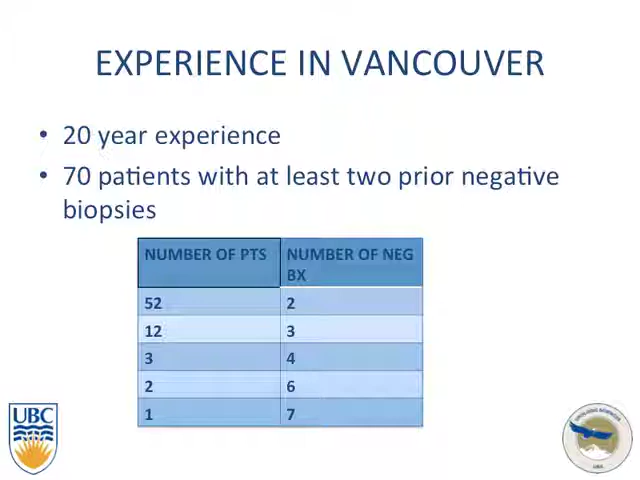 EXPERIENCE IN VANCOUVER
• 20 year experience
• 70 patients with at least two prior negative
biopsies
NUMBER OF PTS NUMBER OF NEG
BX
52 2
12 3
3 4
2 6
1 7
UBC